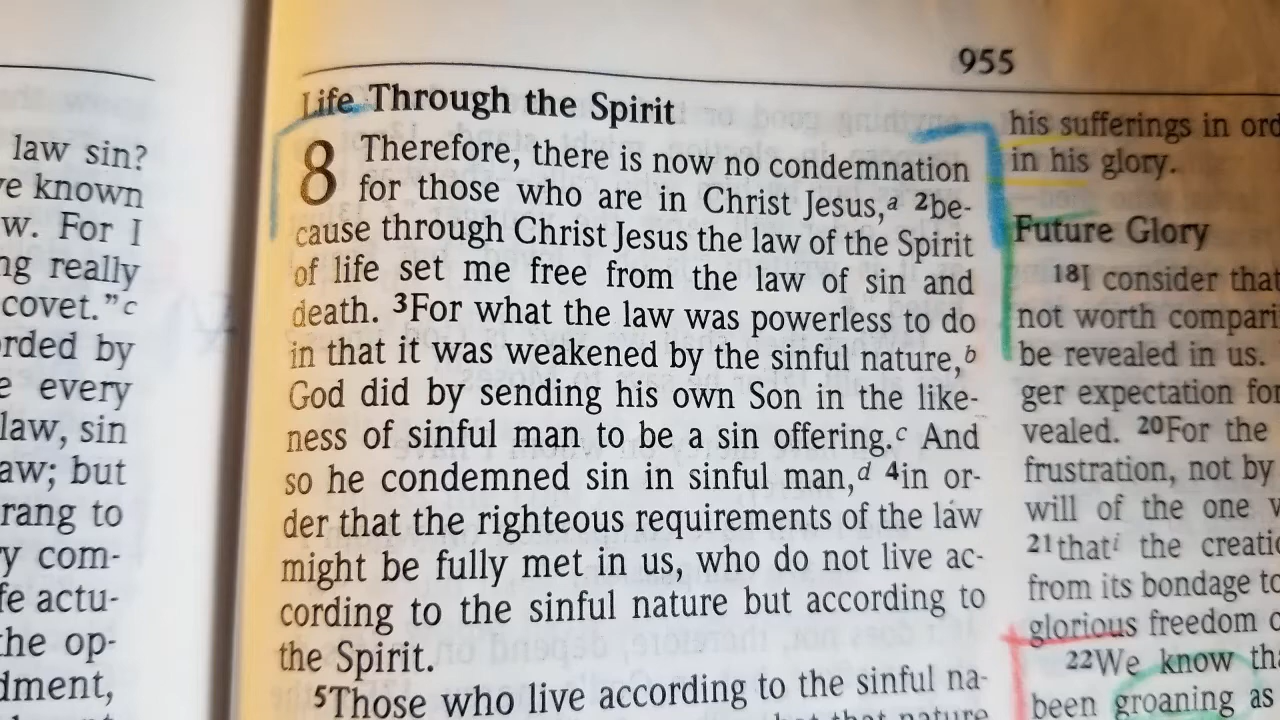 955
law sin?
ve known
w. For I
ng really
covet."c
orded by
e every
law, sin
aw; but
rang to
y com-
fe actu-
the op-
dment,
Life Through the Spirit
8 Therefore, there is now no condemnation
for those who are in Christ Jesus,a 2be-
cause through Christ Jesus the law of the Spirit
of life set me free from the law of sin and
death. 3For what the law was powerless to do
in that it was weakened by the sinful nature,b
God did by sending his own Son in the like-
ness of sinful man to be a sin offering.c And
so he condemned sin in sinful man,d 4in or-
der that the righteous requirements of the law
might be fully met in us, who do not live ac-
cording to the sinful nature but according to
the Spirit.
5Those who live according to the sinful na-
that nature
his sufferings in ord
in his glory.
Future Glory
18I consider that
not worth compari
be revealed in us.
ger expectation for
vealed. 20For the
frustration, not by
will of the one
21thati the creatio
from its bondage to
glorious freedom
22We know tha
been groaning as